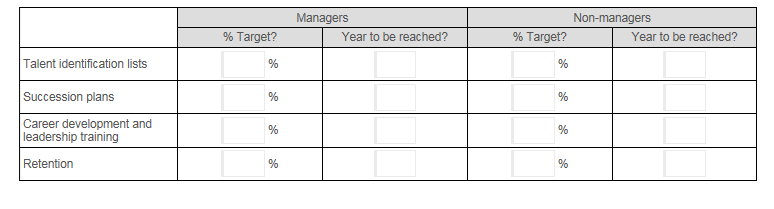 Managers Non-managers
% Target? Year to be reached? % Target? Year to be reached?
Talent identification lists % %
Succession plans % %
Career development and
leadership training % %
Retention % %